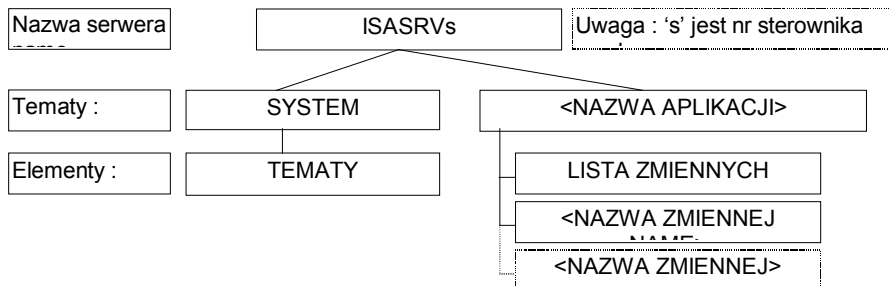 Nazwa serwera
ISASRVs
Uwaga : ‘s’ jest nr sterownika
Tematy :
SYSTEM
<NAZWA APLIKACJI>
Elementy :
TEMATY
LISTA ZMIENNYCH
<NAZWA ZMIENNEJ
NAME>
<NAZWA ZMIENNEJ>